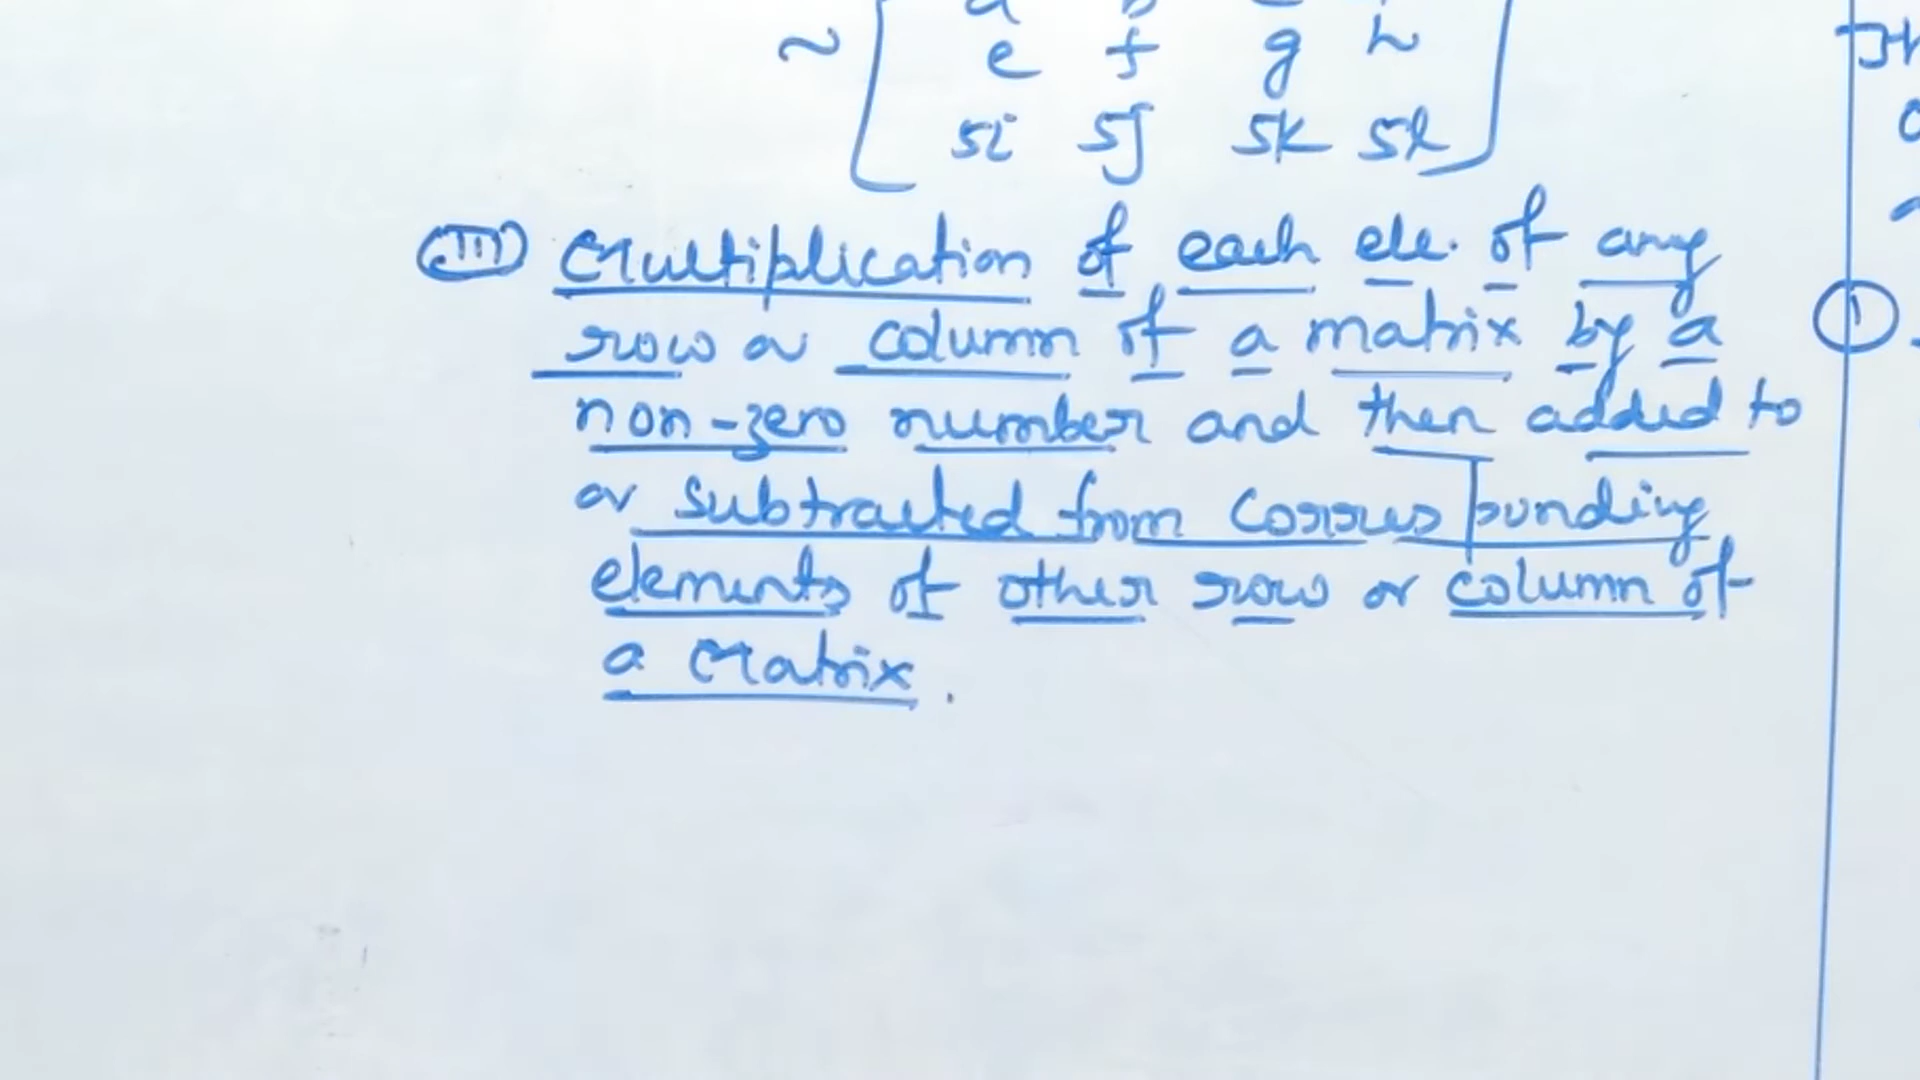 ~ e f g h
5i 5j 5k 5l
(III) Multiplication of each ele. of any
row or column of a matrix by a
non-zero number and then added to
or subtracted from corresponding
elements of other row or column of
a Matrix.
1